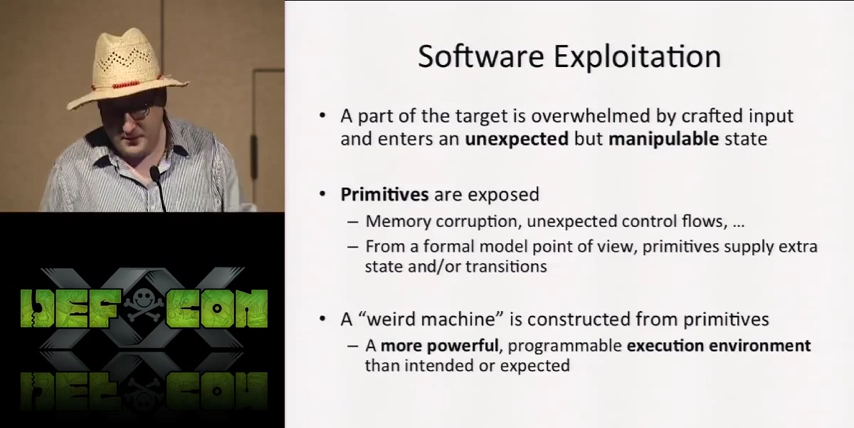 Software Exploitation
• A part of the target is overwhelmed by crafted input
and enters an unexpected but manipulable state
• Primitives are exposed
– Memory corruption, unexpected control flows, ...
– From a formal model point of view, primitives supply extra
state and/or transitions
• A “weird machine” is constructed from primitives
– A more powerful, programmable execution environment
than intended or expected
XX
DEF CON